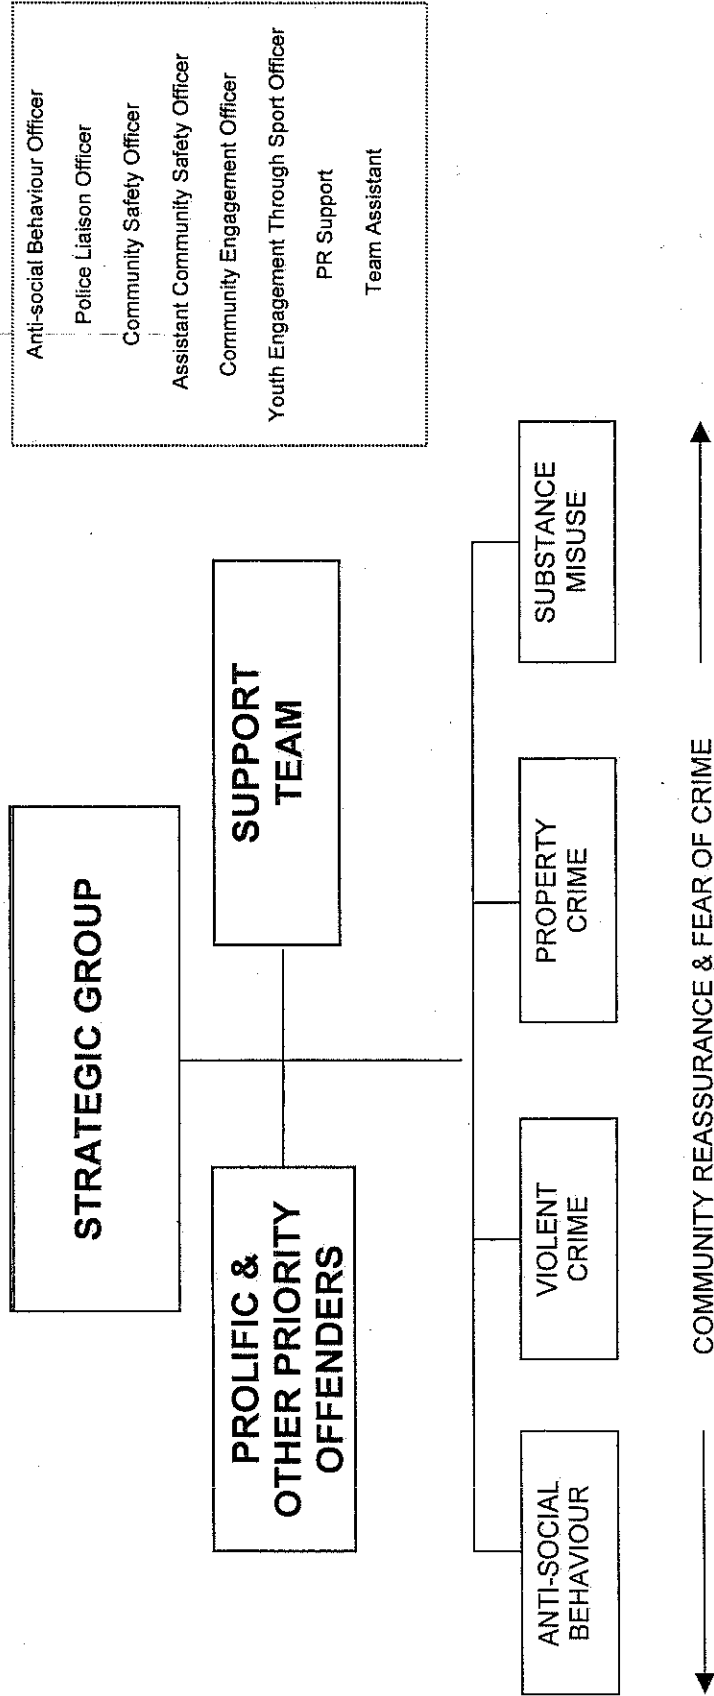 STRATEGIC GROUP
PROLIFIC &
OTHER PRIORITY
OFFENDERS
SUPPORT
TEAM
Anti-social Behaviour Officer
Police Liaison Officer
Community Safety Officer
Assistant Community Safety Officer
Community Engagement Officer
Youth Engagement Through Sport Officer
PR Support
Team Assistant
ANTI-SOCIAL
BEHAVIOUR
VIOLENT
CRIME
PROPERTY
CRIME
SUBSTANCE
MISUSE
COMMUNITY REASSURANCE & FEAR OF CRIME